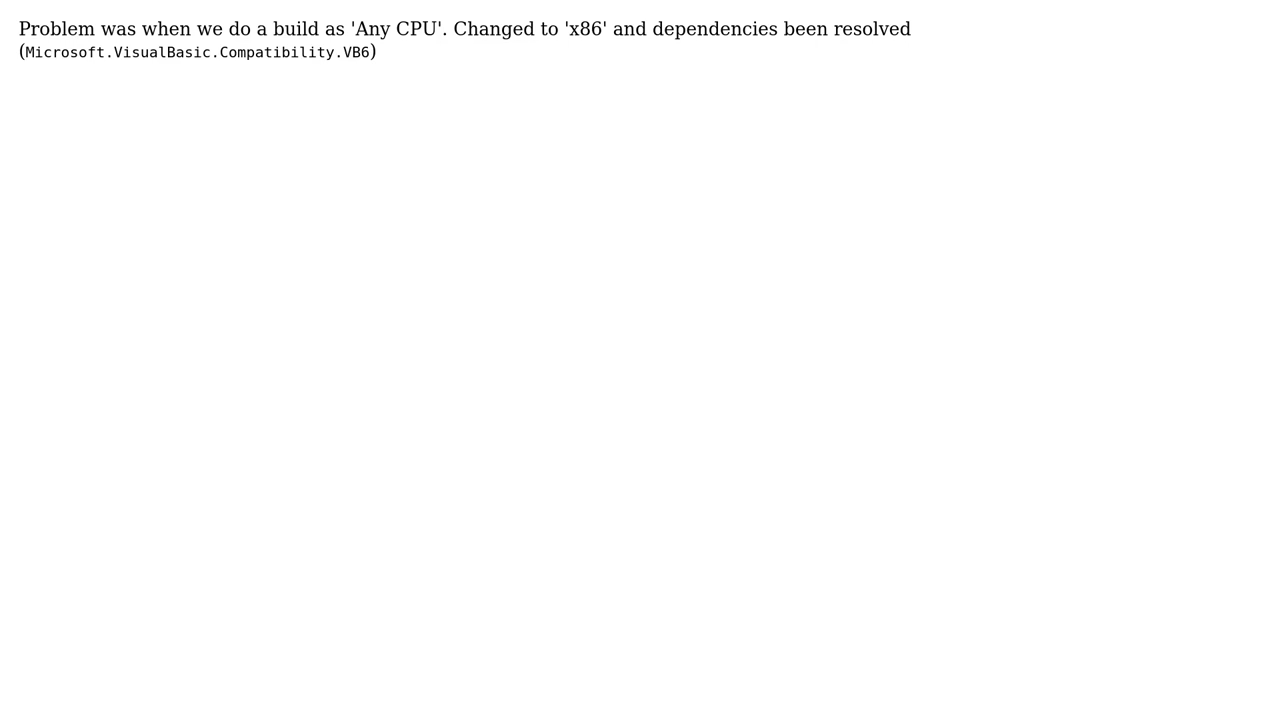 Problem was when we do a build as 'Any CPU'. Changed to 'x86' and dependencies been resolved
(Microsoft.VisualBasic.Compatibility.VB6)